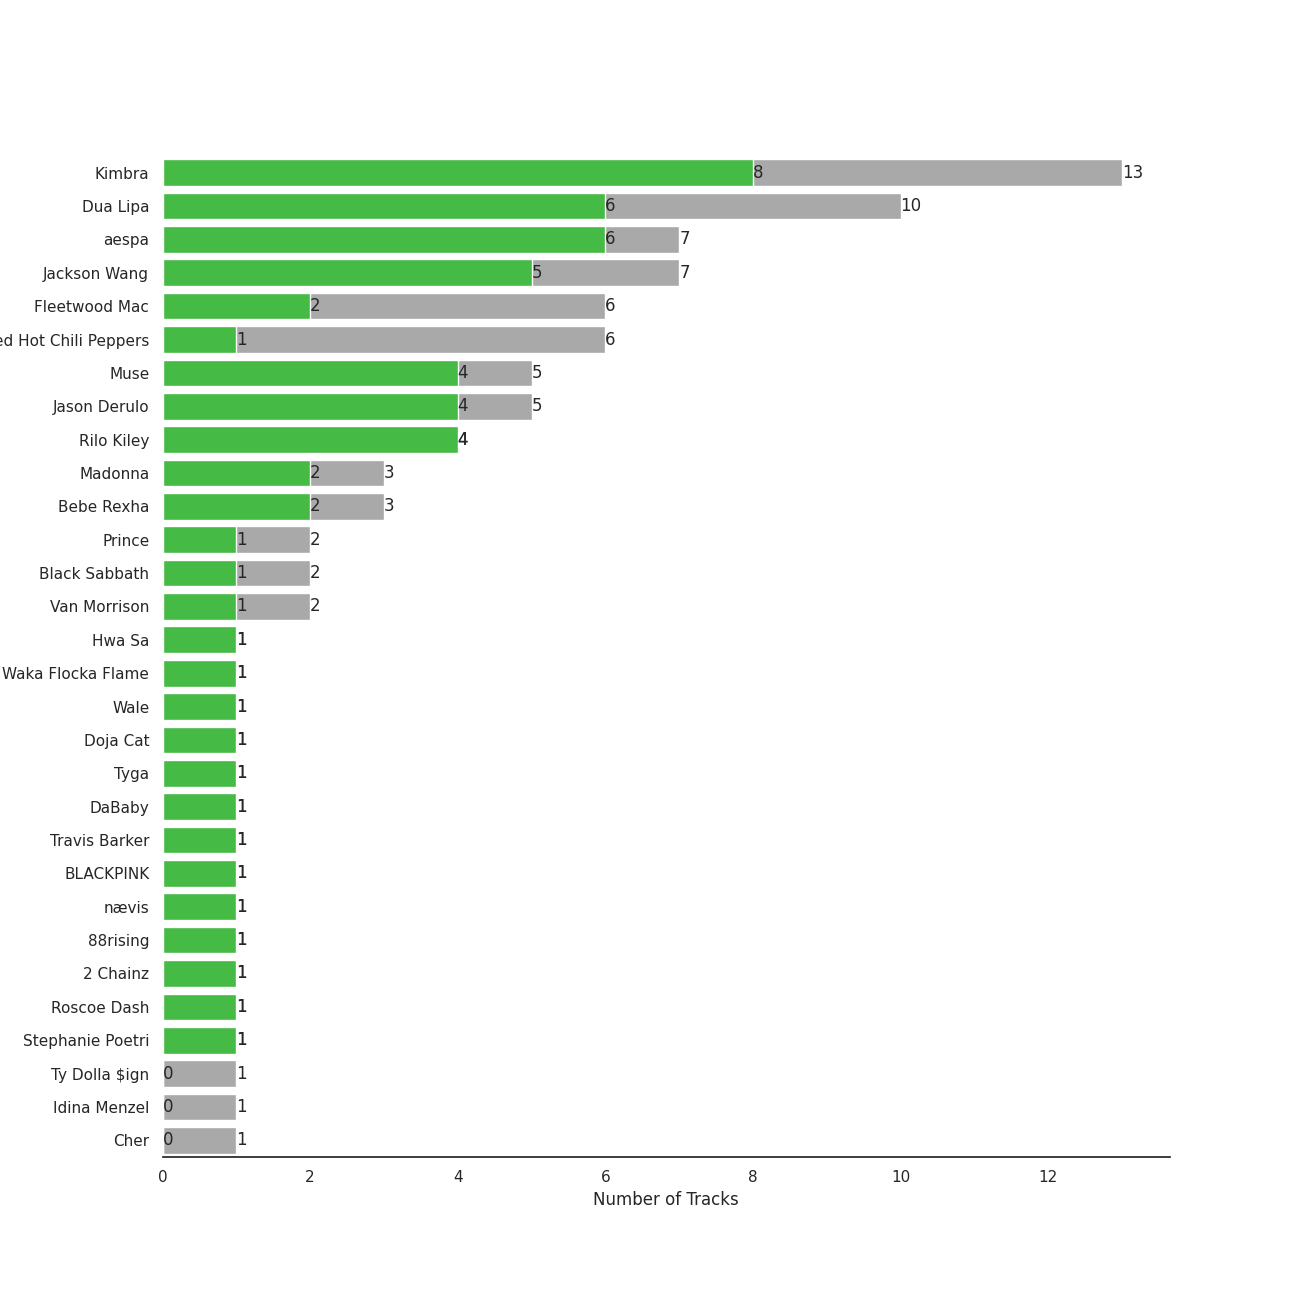 Kimbra 8 13
Dua Lipa 6 10
aespa 6 7
Jackson Wang 5 7
Fleetwood Mac 2 6
ed Hot Chili Peppers 1 6
Muse 4 5
Jason Derulo 4 5
Rilo Kiley 4
Madonna 2 3
Bebe Rexha 2 3
Prince 1 2
Black Sabbath 1 2
Van Morrison 1 2
Hwa Sa 1
Waka Flocka Flame 1
Wale 1
Doja Cat 1
Tyga 1
DaBaby 1
Travis Barker 1
BLACKPINK 1
nævis 1
88rising 1
2 Chainz 1
Roscoe Dash 1
Stephanie Poetri 1
Ty Dolla $ign 0 1
Idina Menzel 0 1
Cher 0 1
0 2 4 6 8 10 12
Number of Tracks